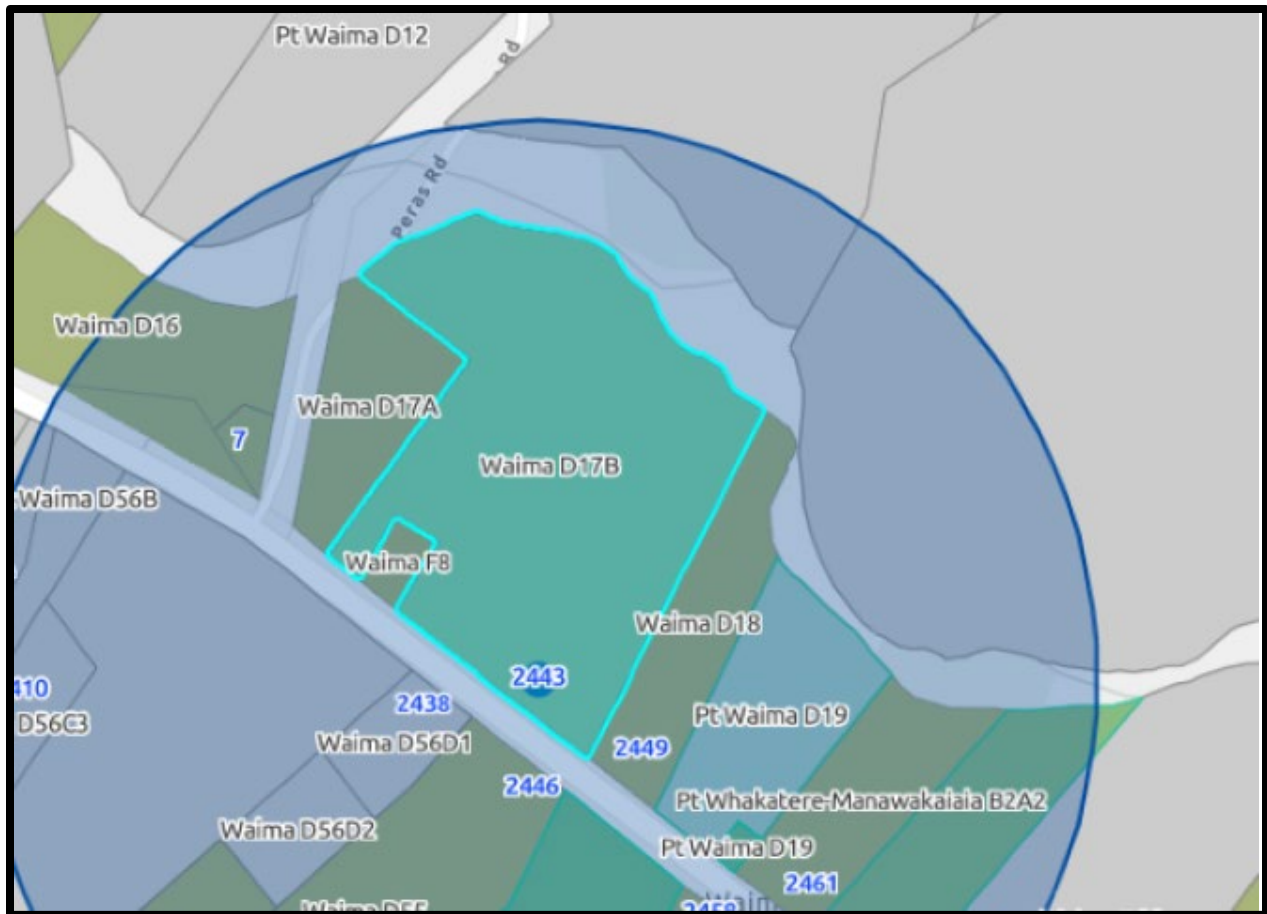 Pt Waima D12
Rd
Peras Rd
Waima D16
Waima D17A
7
Waima D17B
Waima D56B
Waima F8
Waima D18
2443
410
2438
D56C3
Pt Waima D19
Waima D56D1
2449
2446
Pt Whakatere-Manawakaiaia B2A2
Waima D56D2
Pt Waima D19
2461